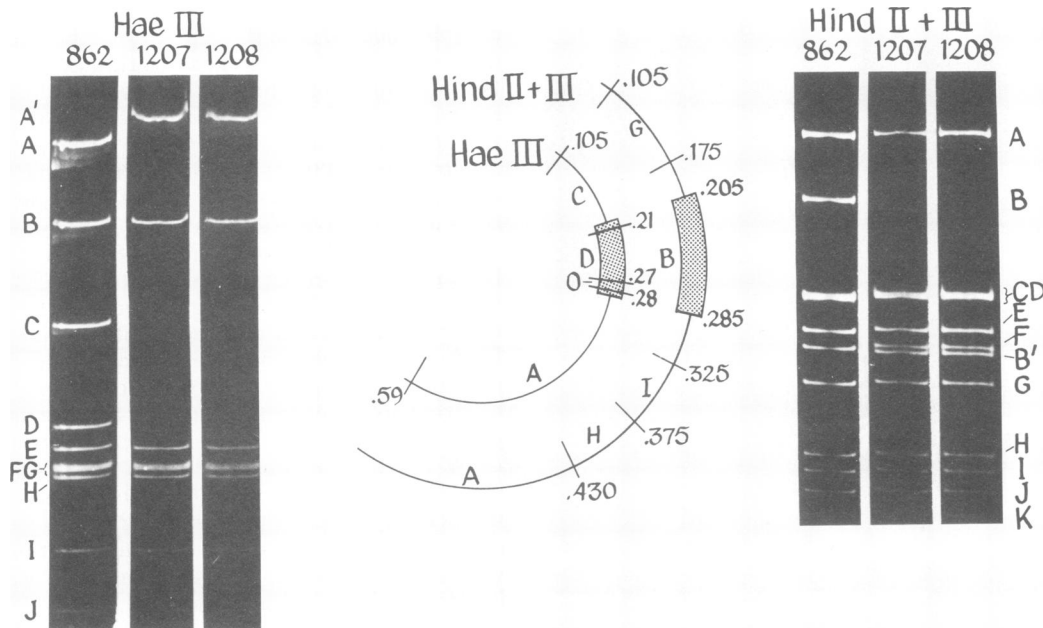 Hae III
862 1207 1208
A'
A
B
C
D
E
FG
H
I
J
Hind II+III
Hae III
.105
G
.105
.175
.205
C
.21
D
B
O
.27
.28
.285
.325
A
I
.59
H
.375
A
.430
Hind II + III
862 1207 1208
A
B
CD
E
F
B'
G
H
I
J
K